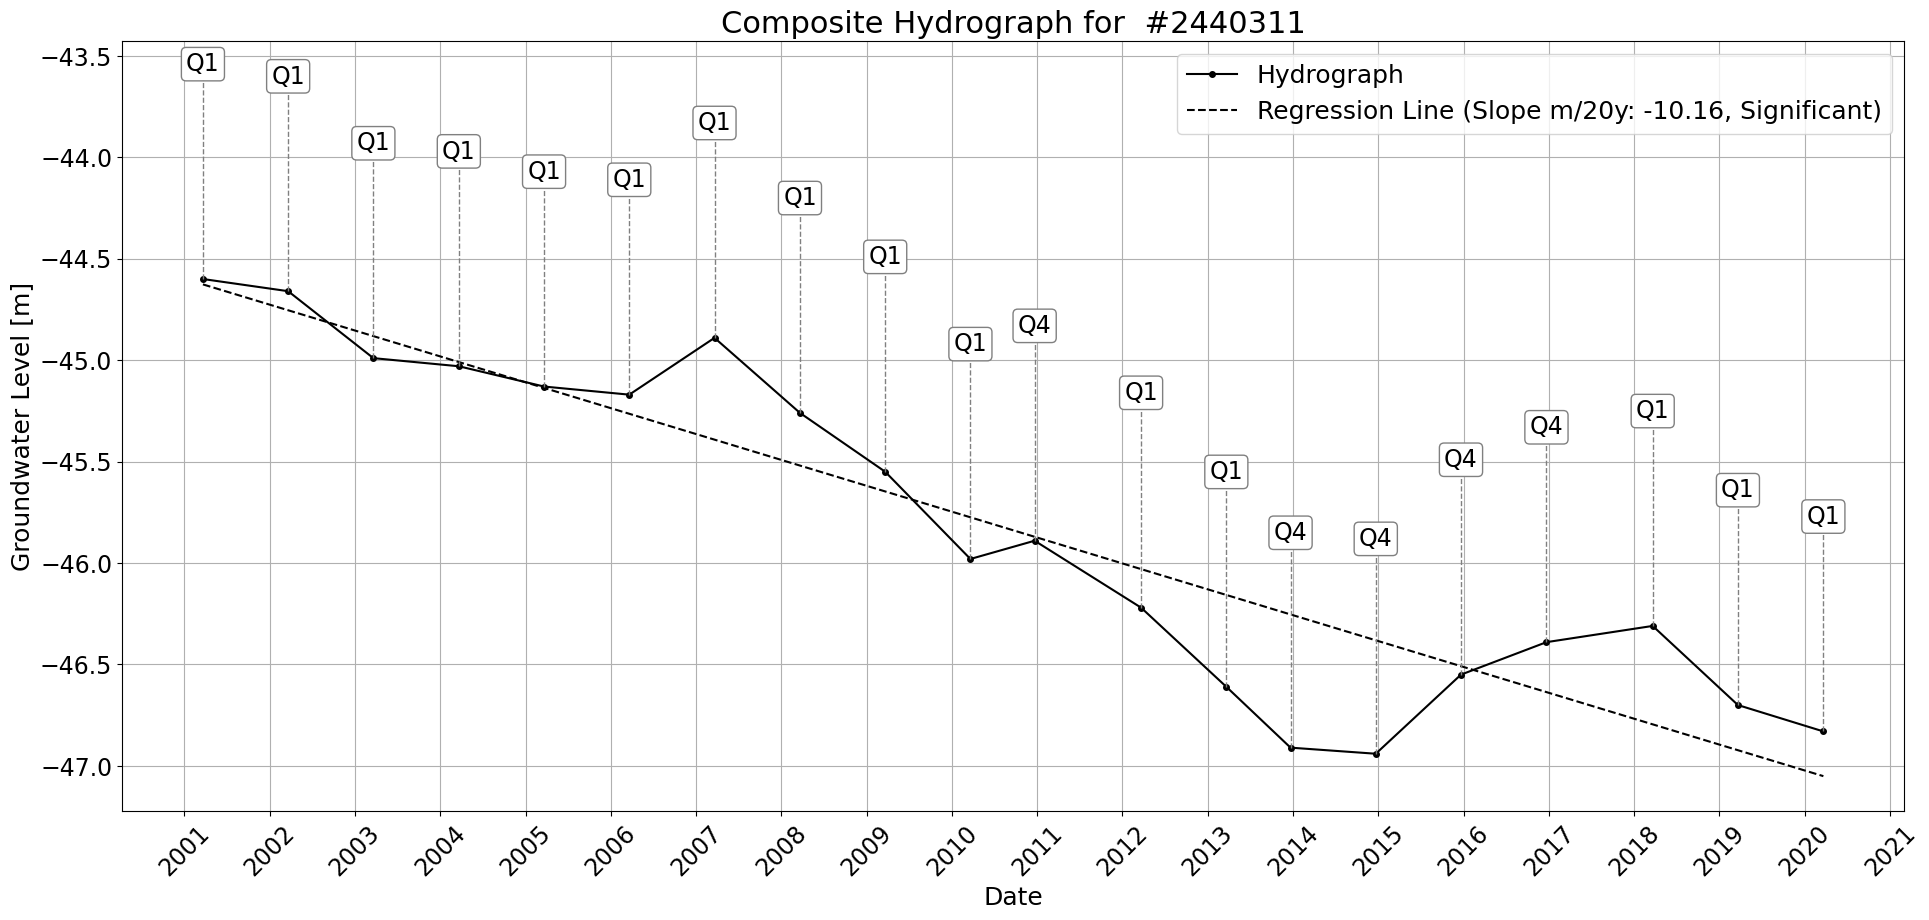 Composite Hydrograph for  #2440311
Hydrograph
Regression Line (Slope m/20y: -10.16, Significant)
Groundwater Level [m]
−43.5
−44.0
−44.5
−45.0
−45.5
−46.0
−46.5
−47.0
Q1
Q1
Q1
Q1
Q1
Q1
Q1
Q1
Q1
Q1
Q4
Q1
Q1
Q4
Q4
Q4
Q4
Q1
Q1
Q1
2001
2002
2003
2004
2005
2006
2007
2008
2009
2010
2011
2012
2013
2014
2015
2016
2017
2018
2019
2020
2021
Date